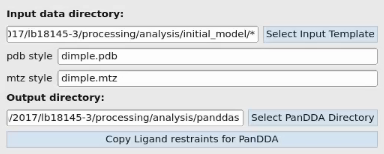 Input data directory:
017/lb18145-3/processing/analysis/initial_model/* Select Input Template
pdb style dimple.pdb
mtz style dimple.mtz
Output directory:
/2017/lb18145-3/processing/analysis/panddas Select PanDDA Directory
Copy Ligand restraints for PanDDA